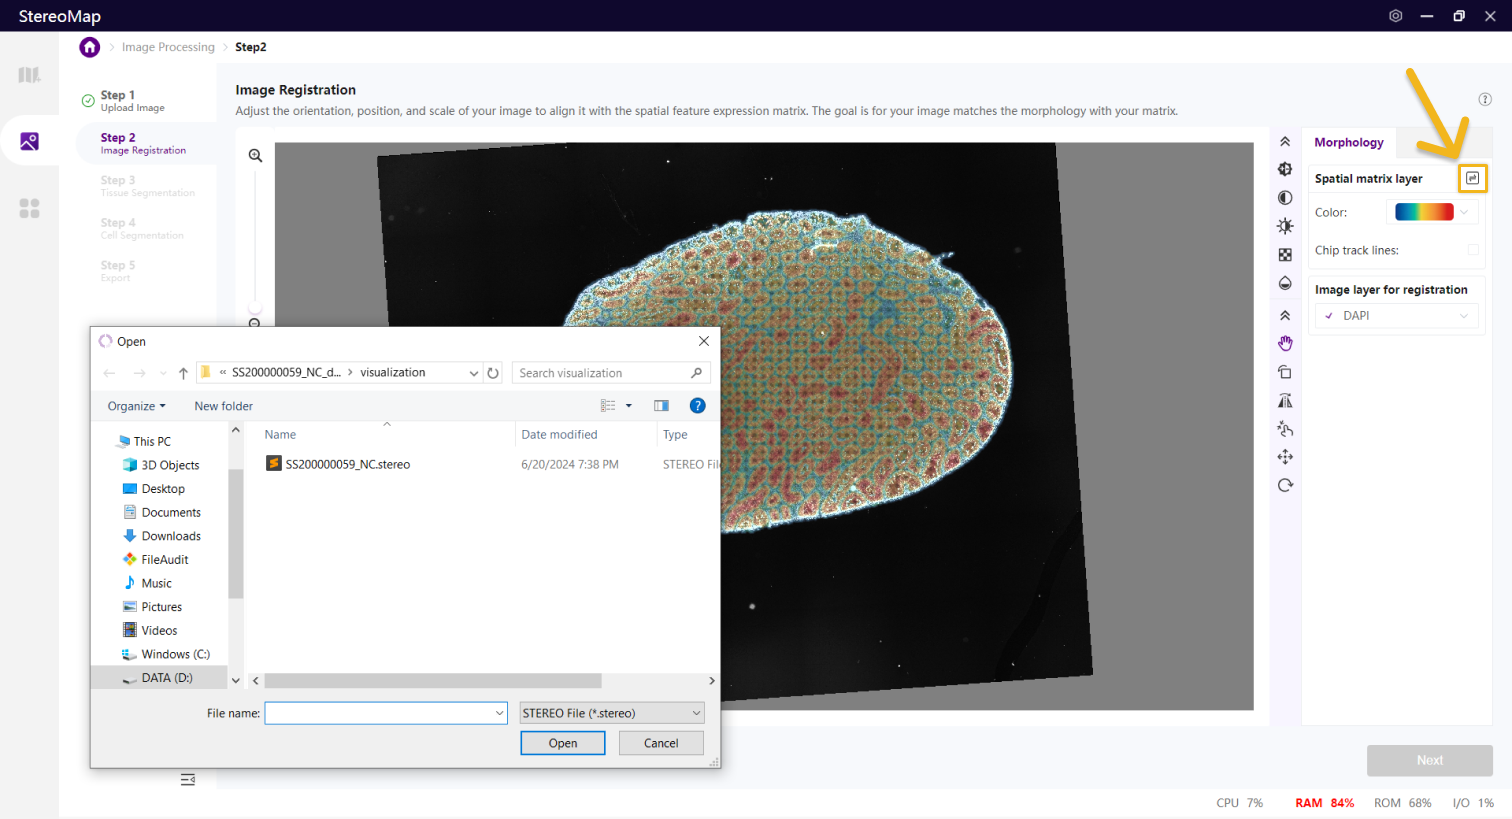 StereoMap
Image Processing
Step2
Step 1
Upload Image
Step 2
Image Registration
Step 3
Tissue Segmentation
Step 4
Cell Segmentation
Step 5
Export
Image Registration
Adjust the orientation, position, and scale of your image to align it with the spatial feature expression matrix. The goal is for your image matches the morphology with your matrix.
Morphology
Spatial matrix layer
Color:
Chip track lines:
Image layer for registration
DAPI
Open
« SS200000059_NC_d... > visualization
Search visualization
Organize
New folder
Name
Date modified
Type
SS200000059_NC.stereo
6/20/2024 7:38 PM
STEREO Fil
This PC
3D Objects
Desktop
Documents
Downloads
FileAudit
Music
Pictures
Videos
Windows (C:)
DATA (D:)
File name:
STEREO File (*.stereo)
Open
Cancel
Next
CPU 7%
RAM 84%
ROM 68%
I/O 1%